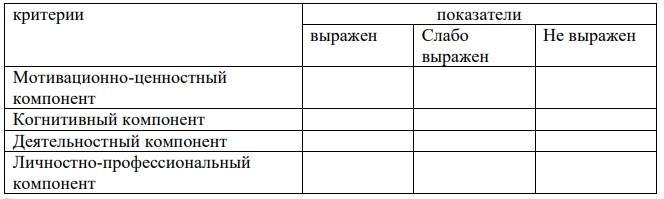 критерии показатели
выражен Слабо выражен Не выражен
Мотивационно-ценностный
компонент
Когнитивный компонент
Деятельностный компонент
Личностно-профессиональный
компонент